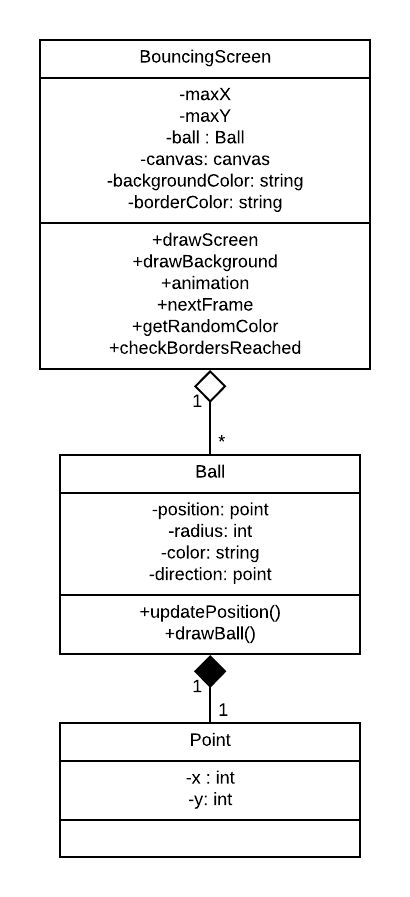 BouncingScreen
-maxX
-maxY
-ball : Ball
-canvas: canvas
-backgroundColor: string
-borderColor: string
+drawScreen
+drawBackground
+animation
+nextFrame
+getRandomColor
+checkBordersReached
1
*
Ball
-position: point
-radius: int
-color: string
-direction: point
+updatePosition()
+drawBall()
1
1
Point
-x : int
-y: int